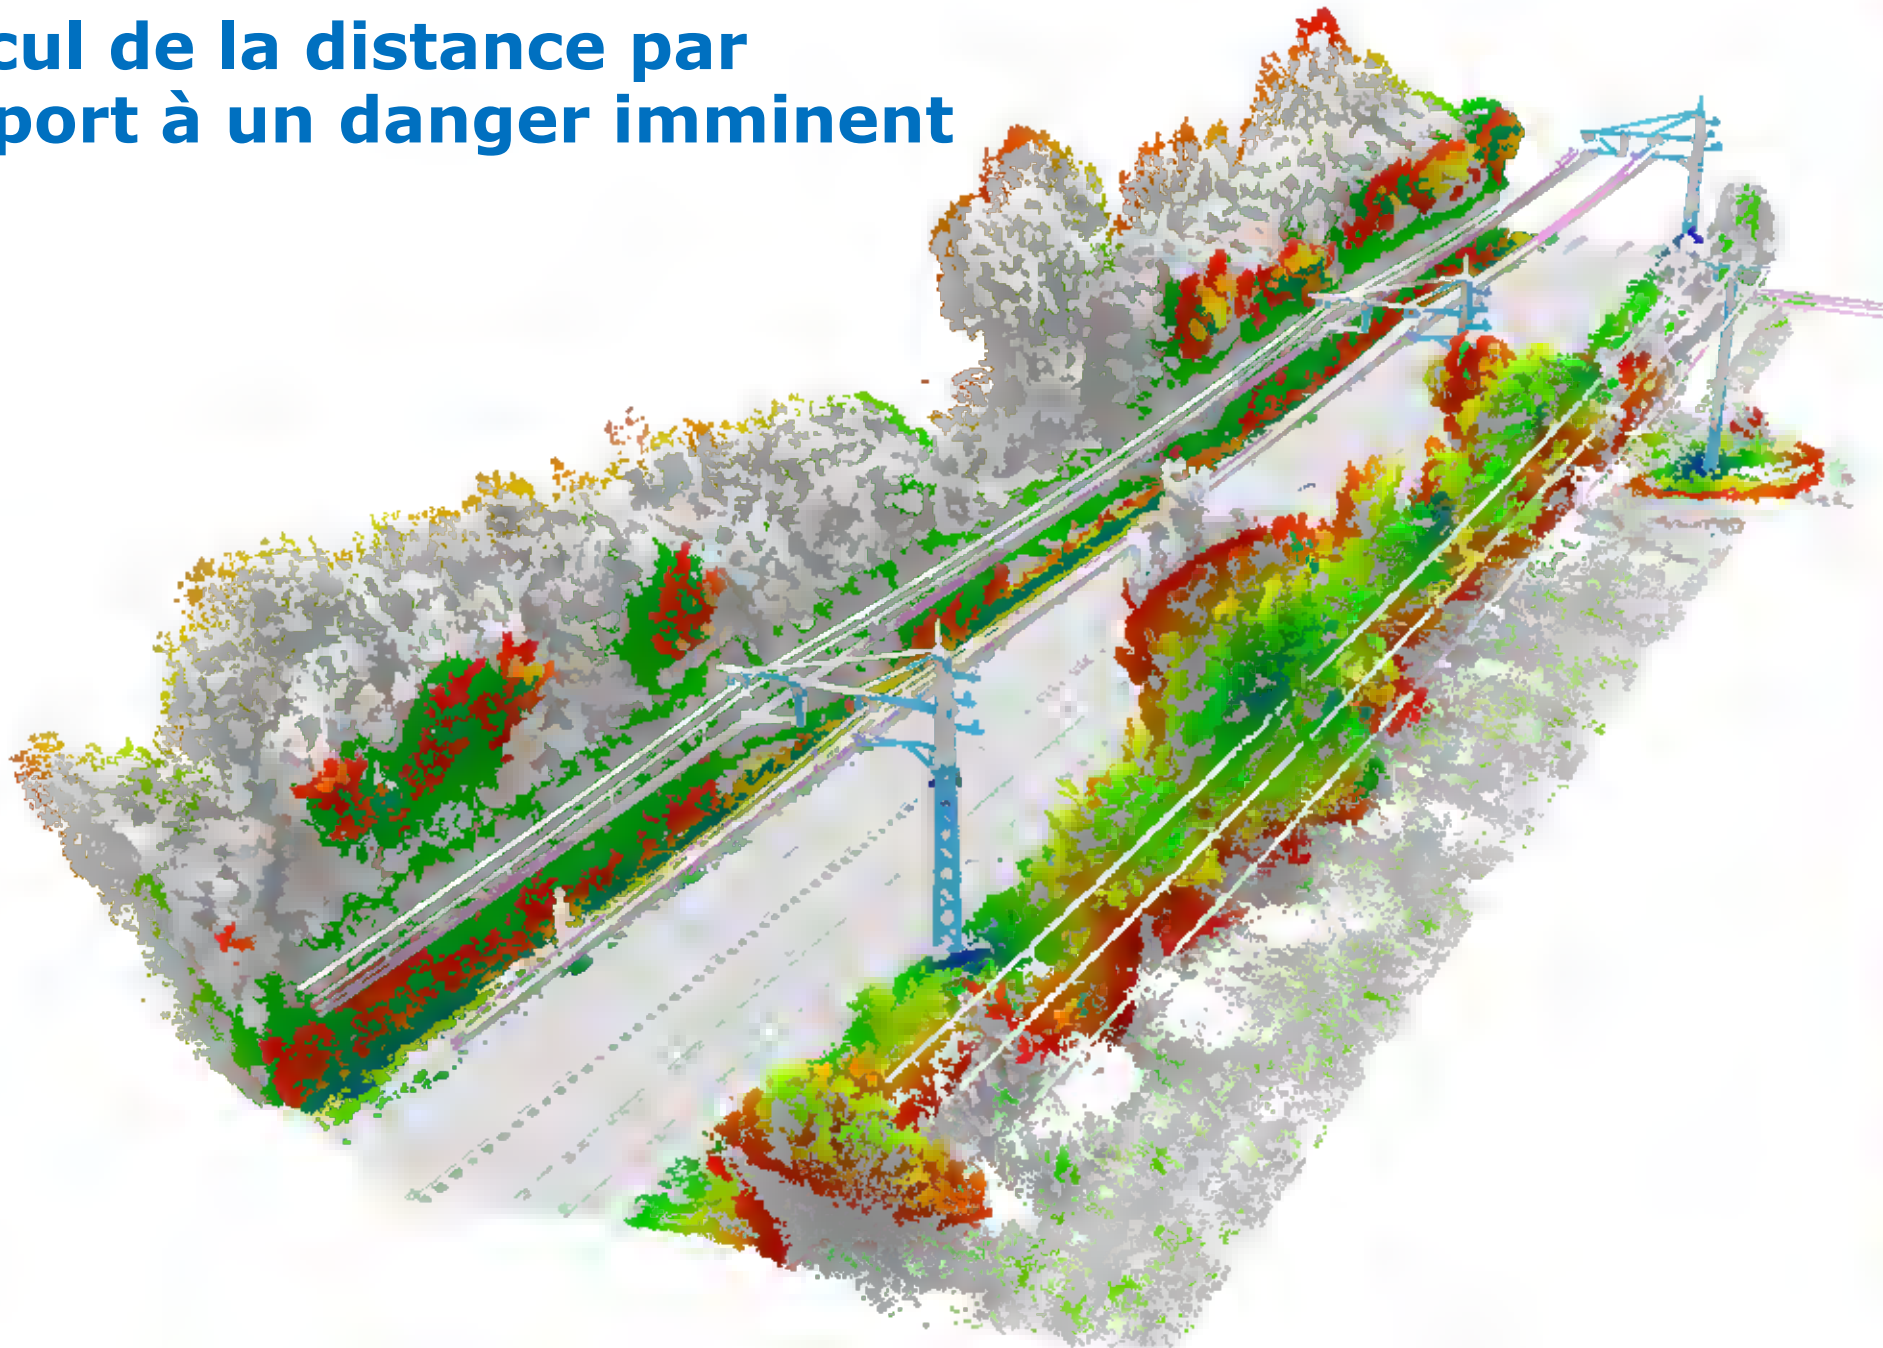 cul de la distance par
port à un danger imminent